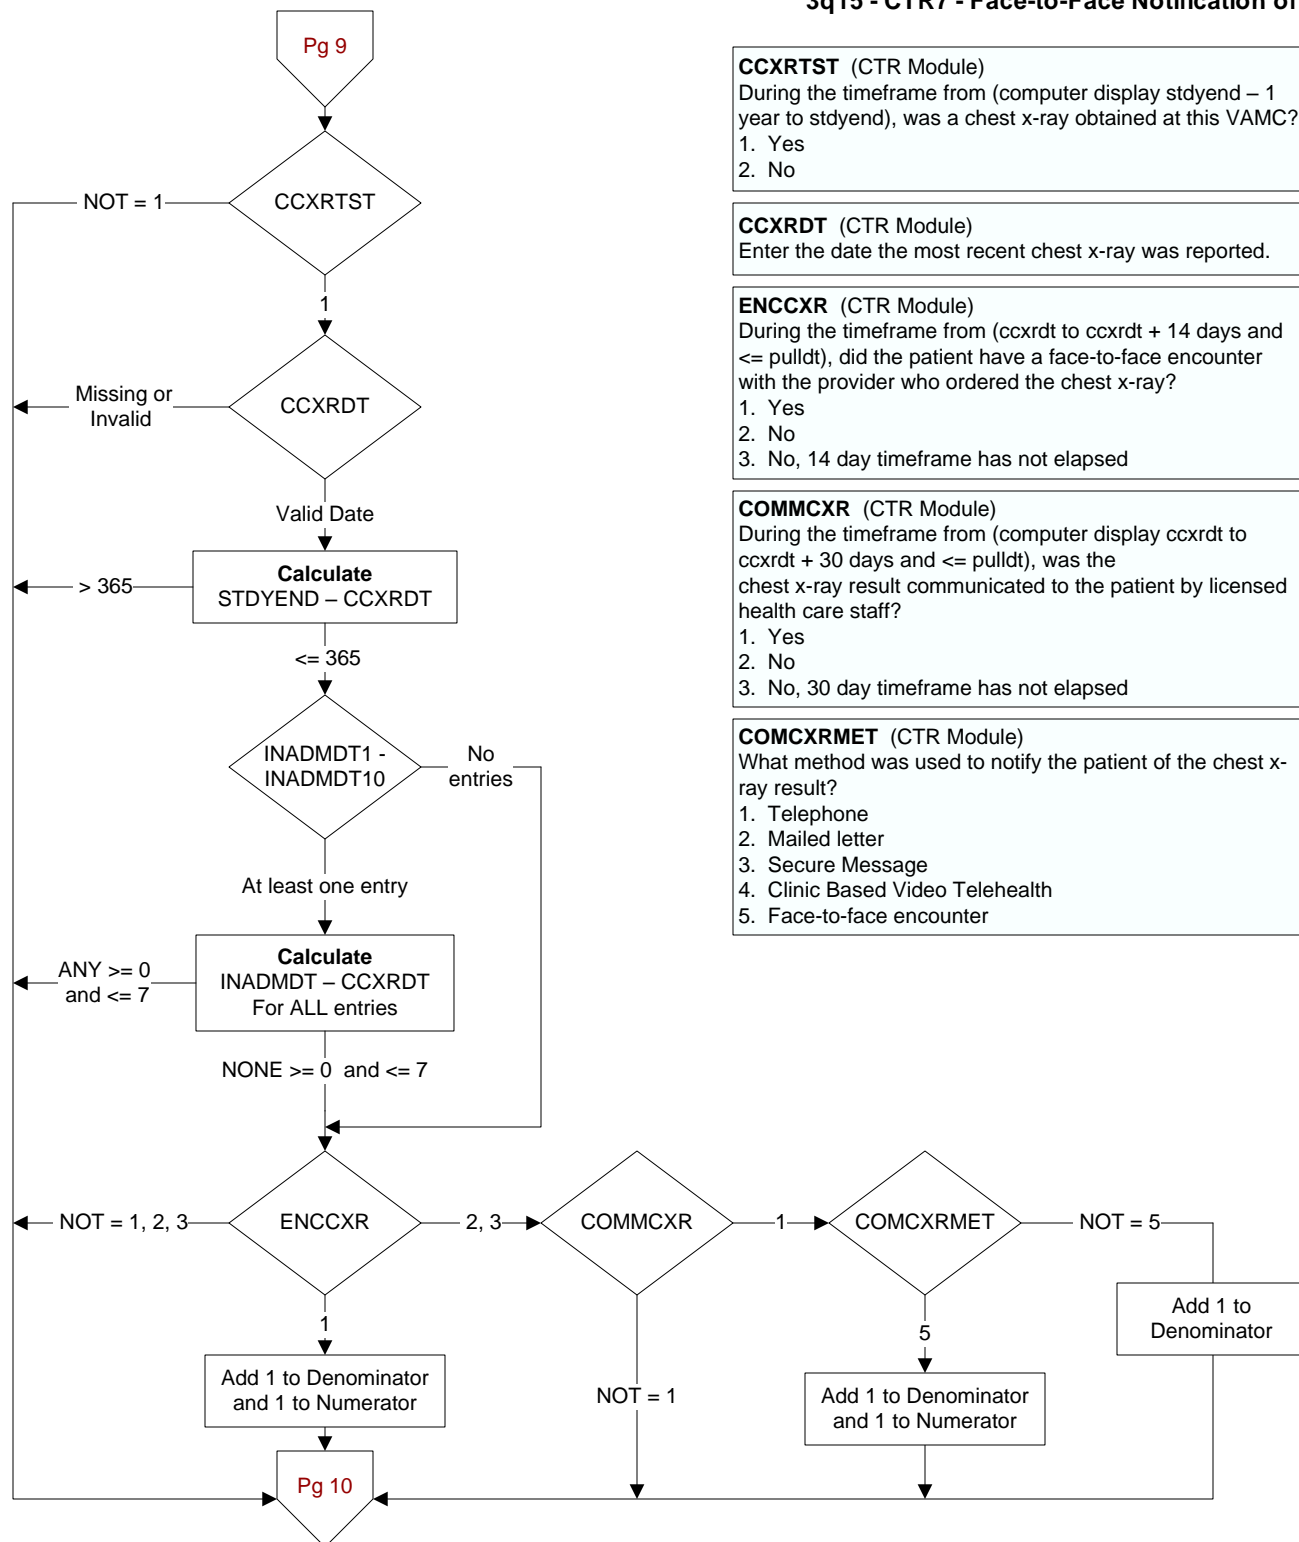 3q15 - CTR7 - Face-to-Face Notification of
Pg 9
CCXRTST
NOT = 1
1
CCXRDT
Missing or
Invalid
Valid Date
Calculate
STDYEND – CCXRDT
> 365
<= 365
INADMDT1 -
INADMDT10
No
entries
At least one entry
Calculate
INADMDT – CCXRDT
For ALL entries
ANY >= 0
and <= 7
NONE >= 0 and <= 7
ENCCXR
NOT = 1, 2, 3
2, 3
COMMCXR
1
COMCXRMET
NOT = 5
Add 1 to
Denominator
1
Add 1 to Denominator
and 1 to Numerator
NOT = 1
5
Add 1 to Denominator
and 1 to Numerator
Pg 10
CCXRTST (CTR Module)
During the timeframe from (computer display stdyend – 1
year to stdyend), was a chest x-ray obtained at this VAMC?
1. Yes
2. No
CCXRDT (CTR Module)
Enter the date the most recent chest x-ray was reported.
ENCCXR (CTR Module)
During the timeframe from (ccxrdt to ccxrdt + 14 days and
<= pulldt), did the patient have a face-to-face encounter
with the provider who ordered the chest x-ray?
1. Yes
2. No
3. No, 14 day timeframe has not elapsed
COMMCXR (CTR Module)
During the timeframe from (computer display ccxrdt to
ccxrdt + 30 days and <= pulldt), was the
chest x-ray result communicated to the patient by licensed
health care staff?
1. Yes
2. No
3. No, 30 day timeframe has not elapsed
COMCXRMET (CTR Module)
What method was used to notify the patient of the chest x-
ray result?
1. Telephone
2. Mailed letter
3. Secure Message
4. Clinic Based Video Telehealth
5. Face-to-face encounter